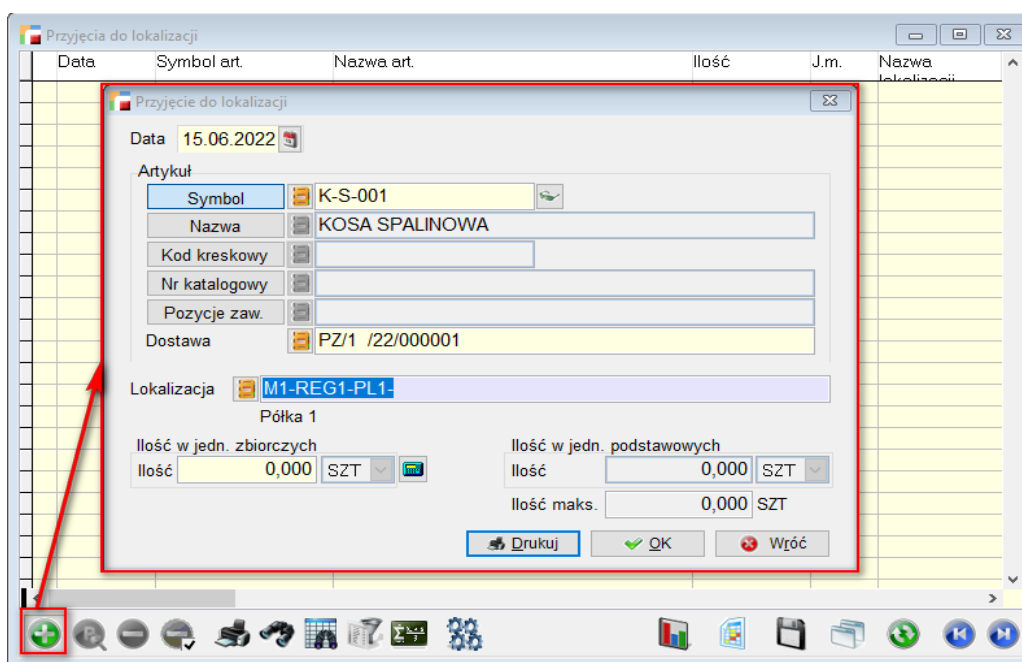 Przyjęcia do lokalizacji
Data Symbol art. Nazwa art. Ilość J.m. Nazwa
lokalizacji
Przyjęcie do lokalizacji
Data 15.06.2022
Artykuł
Symbol K-S-001
Nazwa KOSA SPALINOWA
Kod kreskowy
Nr katalogowy
Pozycje zaw.
Dostawa PZ/1 /22/000001
Lokalizacja M1-REG1-PL1-
Półka 1
Ilość w jedn. zbiorczych Ilość w jedn. podstawowych
Ilość 0,000 SZT Ilość 0,000 SZT
Ilość maks. 0,000 SZT
Drukuj OK Wróć